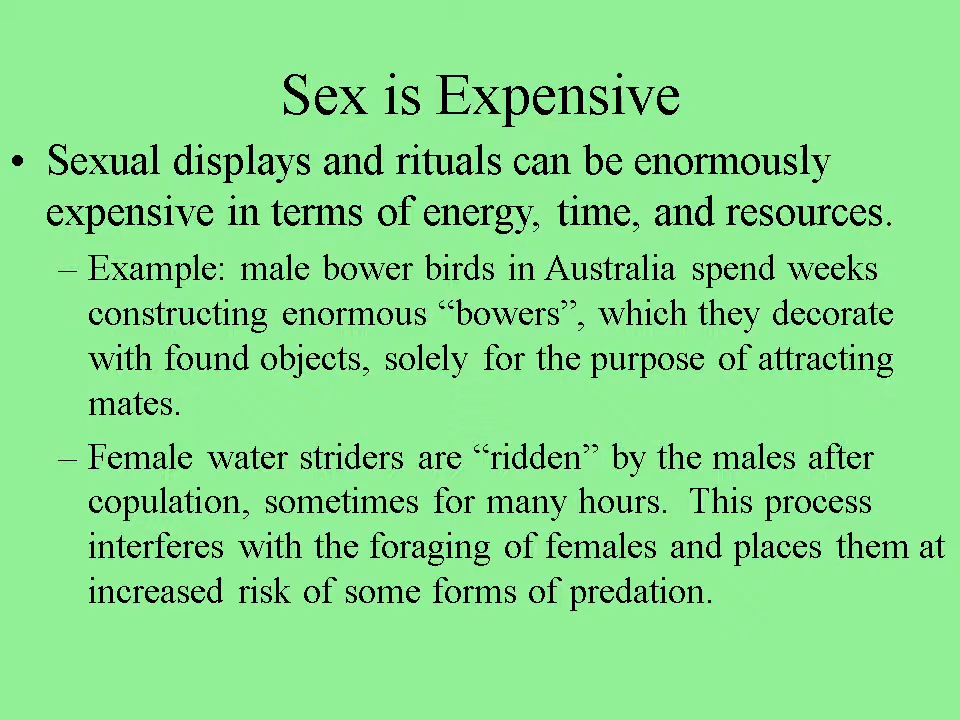 Sex is Expensive
• Sexual displays and rituals can be enormously
expensive in terms of energy, time, and resources.
– Example: male bower birds in Australia spend weeks
constructing enormous “bowers”, which they decorate
with found objects, solely for the purpose of attracting
mates.
– Female water striders are “ridden” by the males after
copulation, sometimes for many hours.  This process
interferes with the foraging of females and places them at
increased risk of some forms of predation.